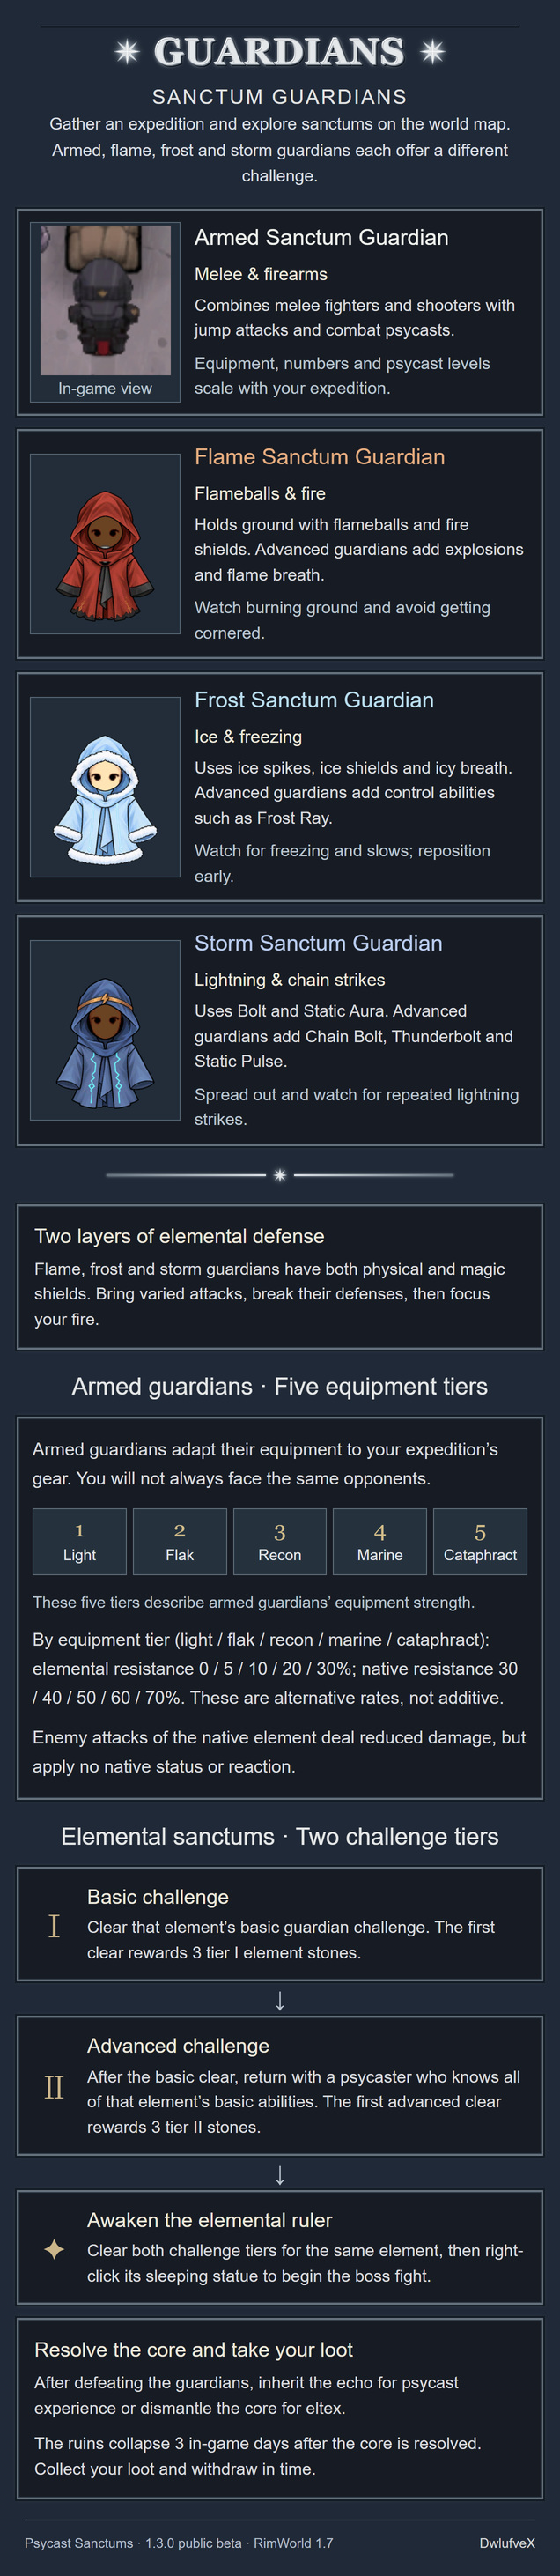 GUARDIANS
SANCTUM GUARDIANS
Gather an expedition and explore sanctums on the world map.
Armed, flame, frost and storm guardians each offer a different
challenge.
Armed Sanctum Guardian
Melee & firearms
Combines melee fighters and shooters with
jump attacks and combat psycasts.
Equipment, numbers and psycast levels
scale with your expedition.
In-game view
Flame Sanctum Guardian
Flameballs & fire
Holds ground with flameballs and fire
shields. Advanced guardians add explosions
and flame breath.
Watch burning ground and avoid getting
cornered.
Frost Sanctum Guardian
Ice & freezing
Uses ice spikes, ice shields and icy breath.
Advanced guardians add control abilities
such as Frost Ray.
Watch for freezing and slows; reposition
early.
Storm Sanctum Guardian
Lightning & chain strikes
Uses Bolt and Static Aura. Advanced
guardians add Chain Bolt, Thunderbolt and
Static Pulse.
Spread out and watch for repeated lightning
strikes.
Two layers of elemental defense
Flame, frost and storm guardians have both physical and magic
shields. Bring varied attacks, break their defenses, then focus
your fire.
Armed guardians · Five equipment tiers
Armed guardians adapt their equipment to your expedition’s
gear. You will not always face the same opponents.
1 2 3 4 5
Light Flak Recon Marine Cataphract
These five tiers describe armed guardians’ equipment strength.
By equipment tier (light / flak / recon / marine / cataphract):
elemental resistance 0 / 5 / 10 / 20 / 30%; native resistance 30
/ 40 / 50 / 60 / 70%. These are alternative rates, not additive.
Enemy attacks of the native element deal reduced damage, but
apply no native status or reaction.
Elemental sanctums · Two challenge tiers
I
Basic challenge
Clear that element’s basic guardian challenge. The first
clear rewards 3 tier I element stones.
↓
II
Advanced challenge
After the basic clear, return with a psycaster who knows all
of that element’s basic abilities. The first advanced clear
rewards 3 tier II stones.
↓
Awaken the elemental ruler
Clear both challenge tiers for the same element, then right-
click its sleeping statue to begin the boss fight.
Resolve the core and take your loot
After defeating the guardians, inherit the echo for psycast
experience or dismantle the core for eltex.
The ruins collapse 3 in-game days after the core is resolved.
Collect your loot and withdraw in time.
Psycast Sanctums · 1.3.0 public beta · RimWorld 1.7
DwlufveX